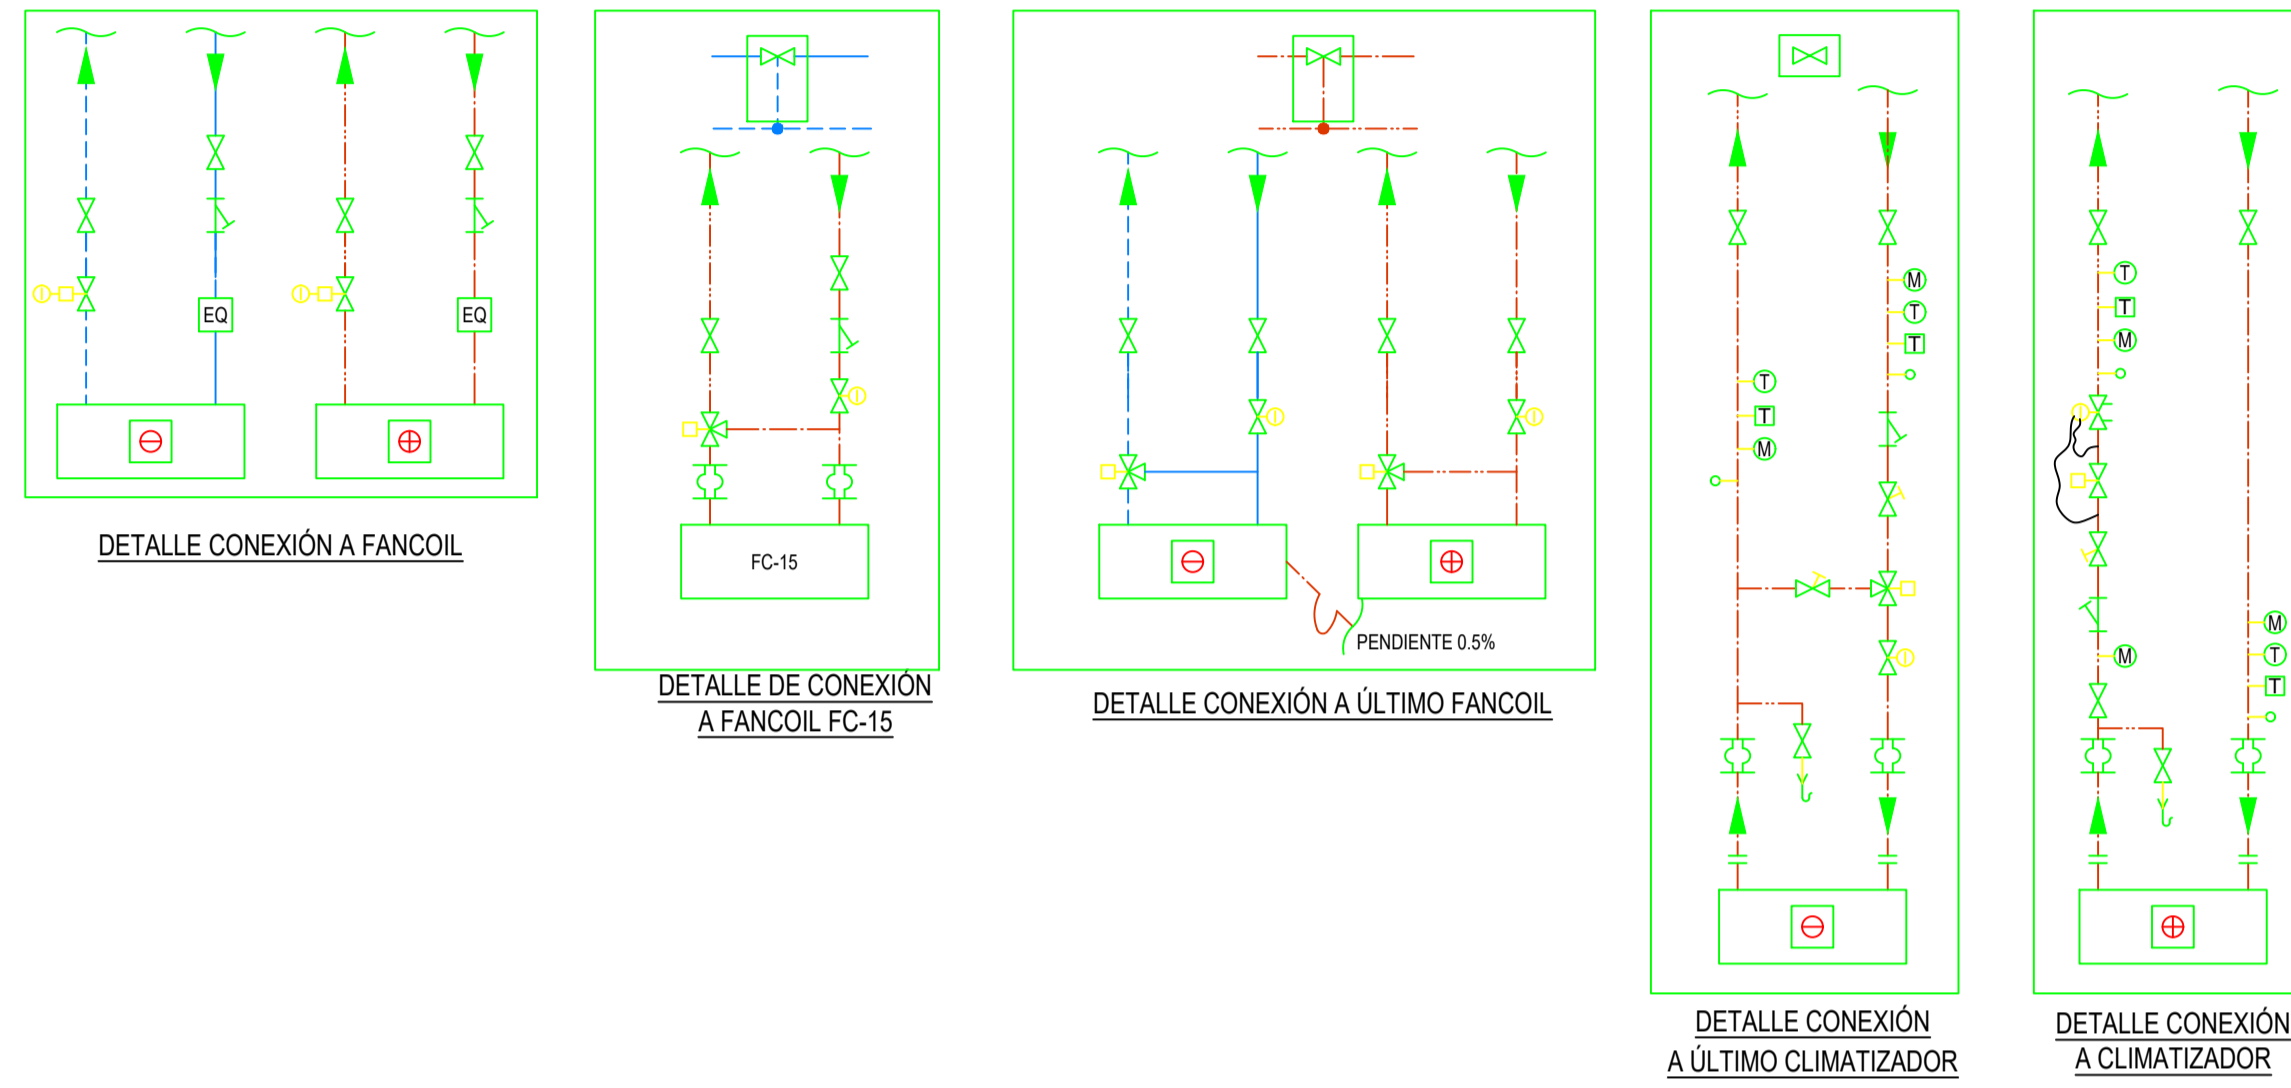 EQ
EQ
DETALLE CONEXIÓN A FANCOIL
FC-15
DETALLE DE CONEXIÓN
A FANCOIL FC-15
PENDIENTE 0.5%
DETALLE CONEXIÓN A ÚLTIMO FANCOIL
T
T
M
M
T
T
DETALLE CONEXIÓN
A ÚLTIMO CLIMATIZADOR
T
T
M
M
M
T
T
DETALLE CONEXIÓN
A CLIMATIZADOR